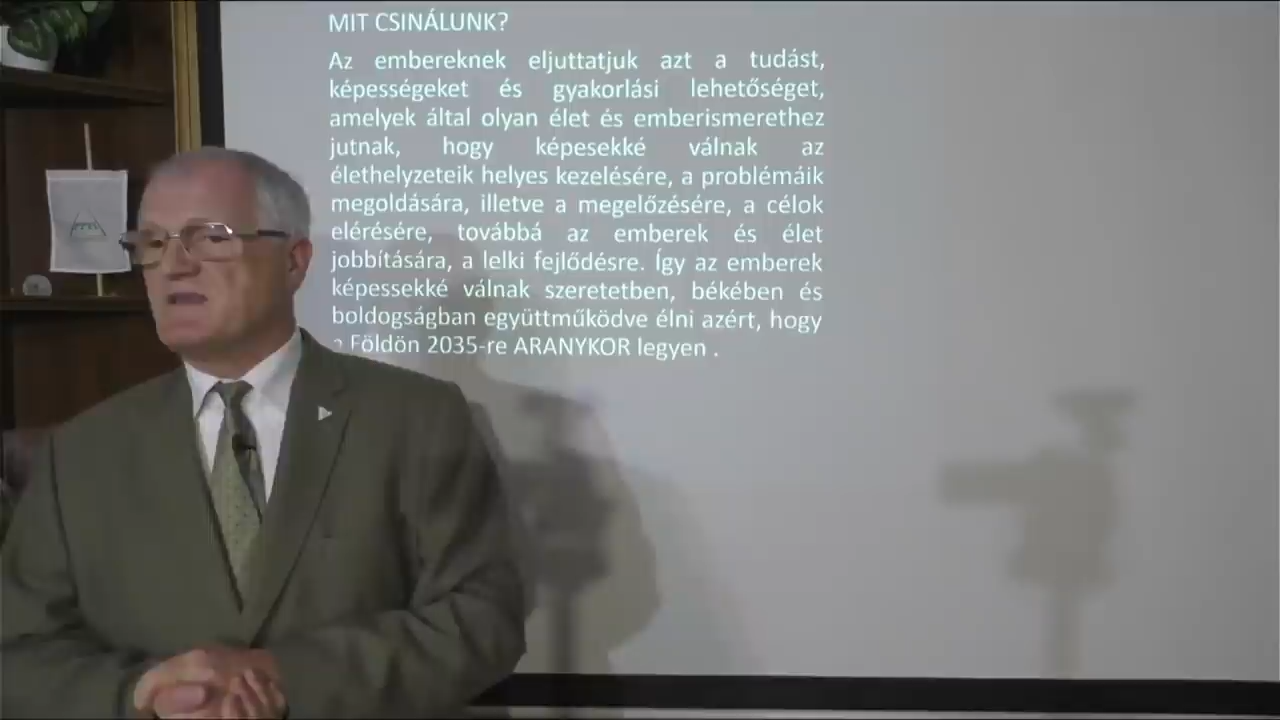 MIT CSINÁLUNK?
Az embereknek eljuttatjuk azt a tudást,
képességeket és gyakorlási lehetőséget,
amelyek által olyan élet és emberismerethez
jutnak, hogy képesekké válnak az
élethelyzeteik helyes kezelésére, a problémáik
megoldására, illetve a megelőzésére, a célok
elérésére, továbbá az emberek és élet
jobbítására, a lelki fejlődésre. Így az emberek
képessekké válnak szeretetben, békében és
boldogságban együttműködve élni azért, hogy
a Földön 2035-re ARANYKOR legyen .